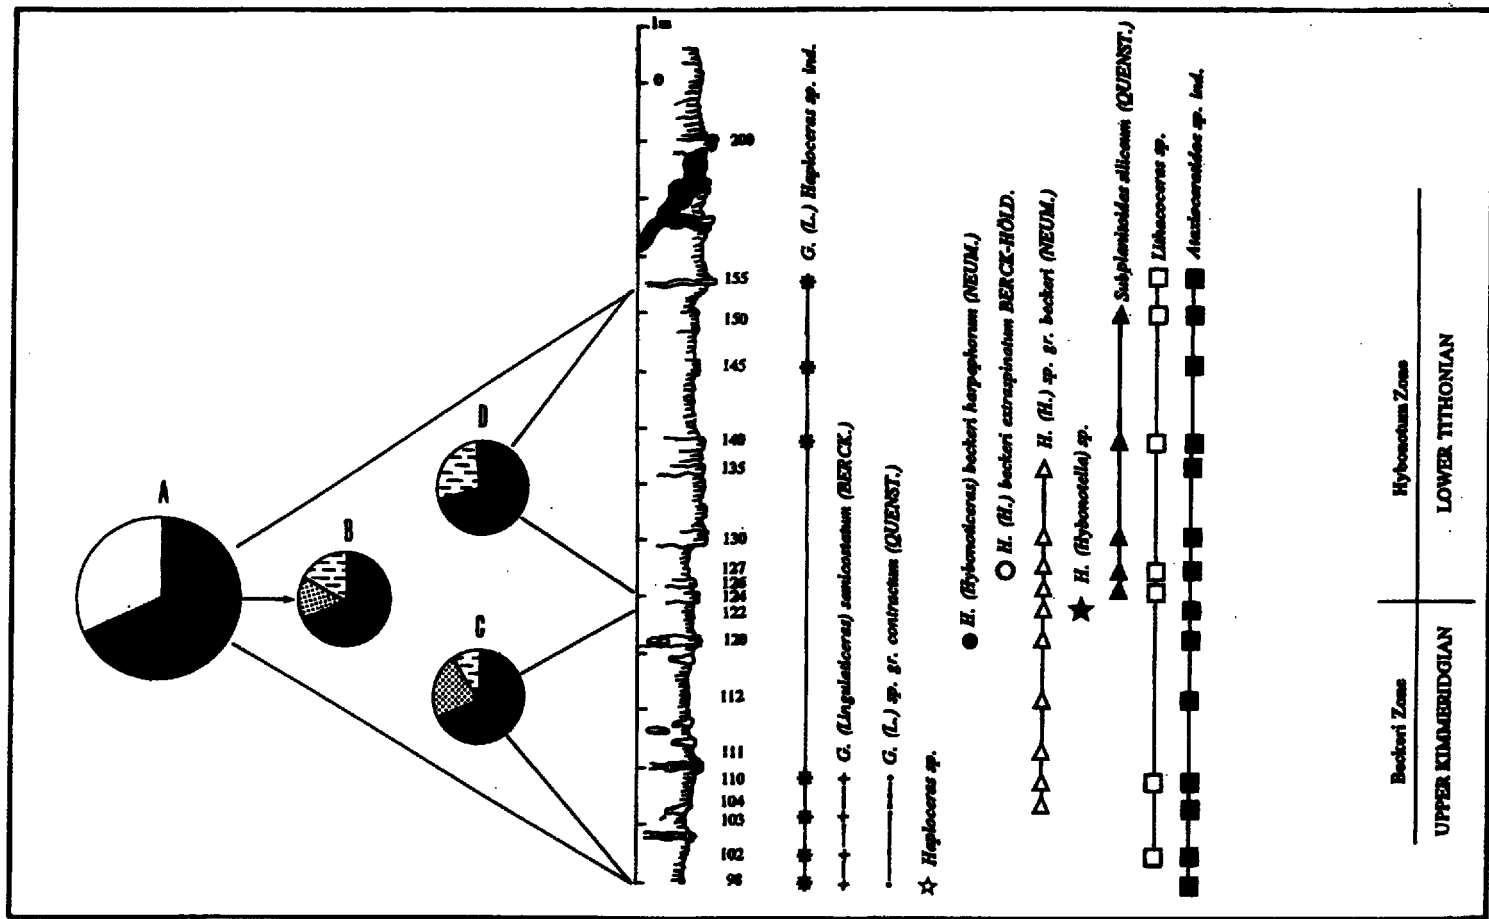 A
B
C
D
1m
0
200
155
150
145
140
135
130
127
126
124
122
120
112
111
110
104
103
102
98
G. (L.) Haploceras sp. ind.
G. (Lingulaticeras) semicostatum (BERCK.)
G. (L.) sp. gr. contractum (QUENST.)
Haploceras sp.
H. (Hybonoticeras) beckeri harpephorum (NEUM.)
H. (H.) beckeri extraspinatum BERCK-HÖLD.
H. (H.) sp. gr. beckeri (NEUM.)
H. (Hybonotella) sp.
Subplanitoides siliceum (QUENST.)
Lithacoceras sp.
Ataxioceratidae sp. ind.
Beckeri Zone
Hybonotum Zone
UPPER KIMMERIDGIAN
LOWER TITHONIAN